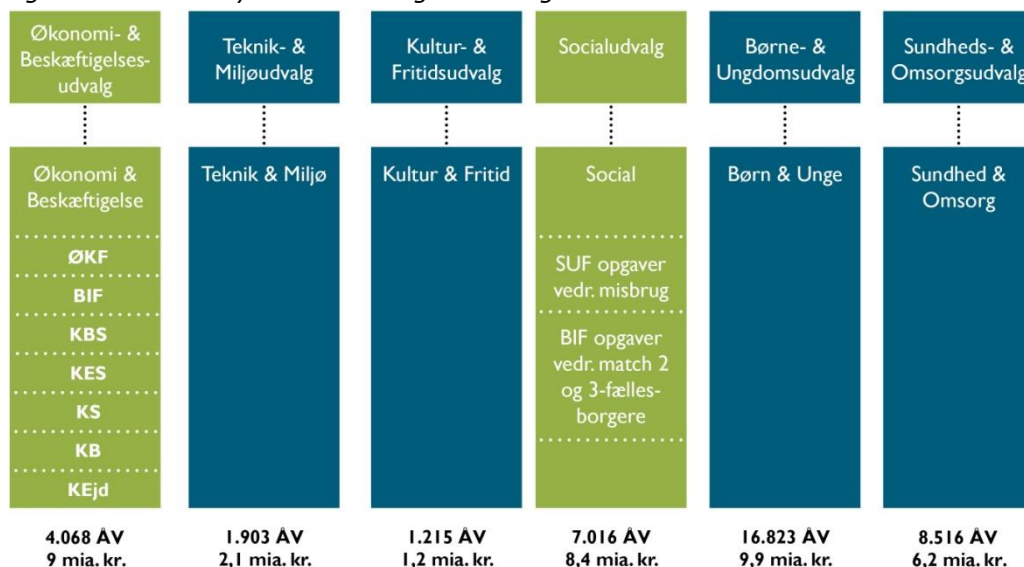 Økonomi- &
Beskæftigelses-
udvalg
Teknik- &
Miljøudvalg
Kultur- &
Fritidsudvalg
Socialudvalg
Børne- &
Ungdomsudvalg
Sundheds- &
Omsorgsudvalg
Økonomi &
Beskæftigelse
ØKF
BIF
KBS
KES
KS
KB
KEjd
Teknik & Miljø
Kultur & Fritid
Social
SUF opgaver
vedr. misbrug
BIF opgaver
vedr. match 2
og 3-fælles-
borgere
Børn & Unge
Sundhed &
Omsorg
4.068 ÅV
9 mia. kr.
1.903 ÅV
2,1 mia. kr.
1.215 ÅV
1,2 mia. kr.
7.016 ÅV
8,4 mia. kr.
16.823 ÅV
9,9 mia. kr.
8.516 ÅV
6,2 mia. kr.